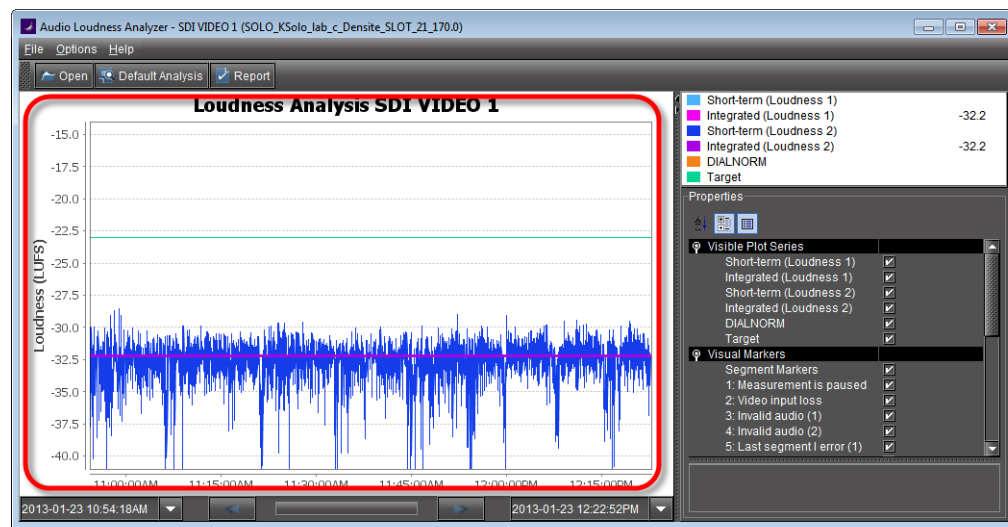 Audio Loudness Analyzer - SDI VIDEO 1 (SOLO_KSolo_lab_c_Densite_SLOT_21_170.0)
File Options Help
Open Default Analysis Report
Loudness Analysis SDI VIDEO 1
Loudness (LUFS)
-15.0
-17.5
-20.0
-22.5
-25.0
-27.5
-30.0
-32.5
-35.0
-37.5
-40.0
11:00:00AM 11:15:00AM 11:30:00AM 11:45:00AM 12:00:00PM 12:15:00PM
2013-01-23 10:54:18AM
2013-01-23 12:22:52PM
Short-term (Loudness 1)
Integrated (Loudness 1) -32.2
Short-term (Loudness 2)
Integrated (Loudness 2) -32.2
DIALNORM
Target
Properties
Visible Plot Series
Short-term (Loudness 1)
Integrated (Loudness 1)
Short-term (Loudness 2)
Integrated (Loudness 2)
DIALNORM
Target
Visual Markers
Segment Markers
1: Measurement is paused
2: Video input loss
3: Invalid audio (1)
4: Invalid audio (2)
5: Last segment I error (1)